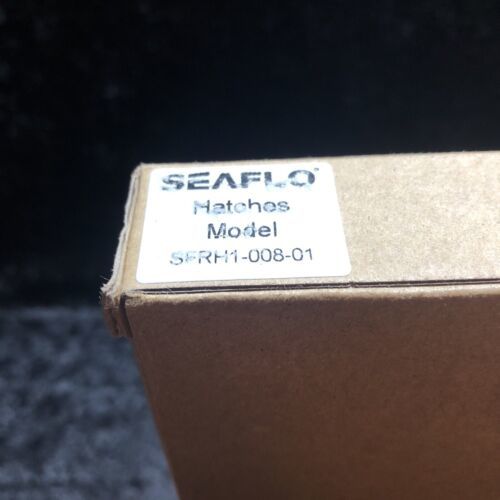 SEAFLO
Hatches
Model
SFRH1-008-01